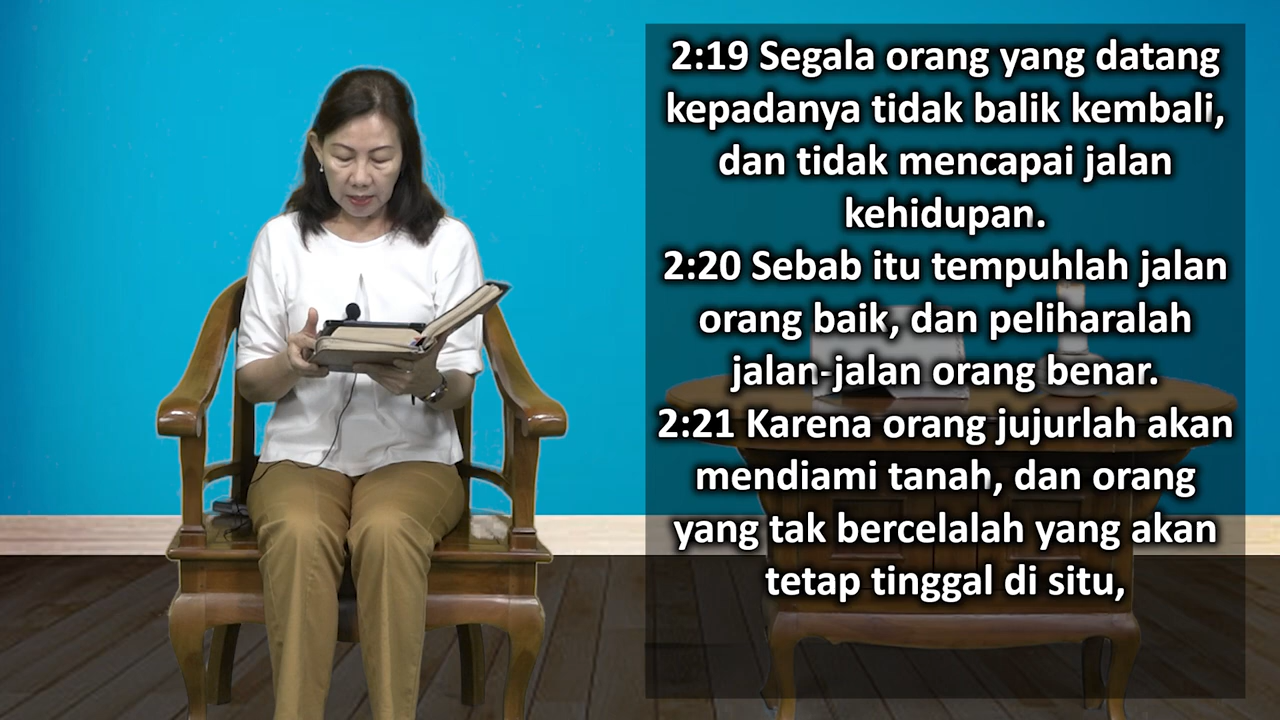 2:19 Segala orang yang datang
kepadanya tidak balik kembali,
dan tidak mencapai jalan
kehidupan.
2:20 Sebab itu tempuhlah jalan
orang baik, dan peliharalah
jalan-jalan orang benar.
2:21 Karena orang jujurlah akan
mendiami tanah, dan orang
yang tak bercelalah yang akan
tetap tinggal di situ,